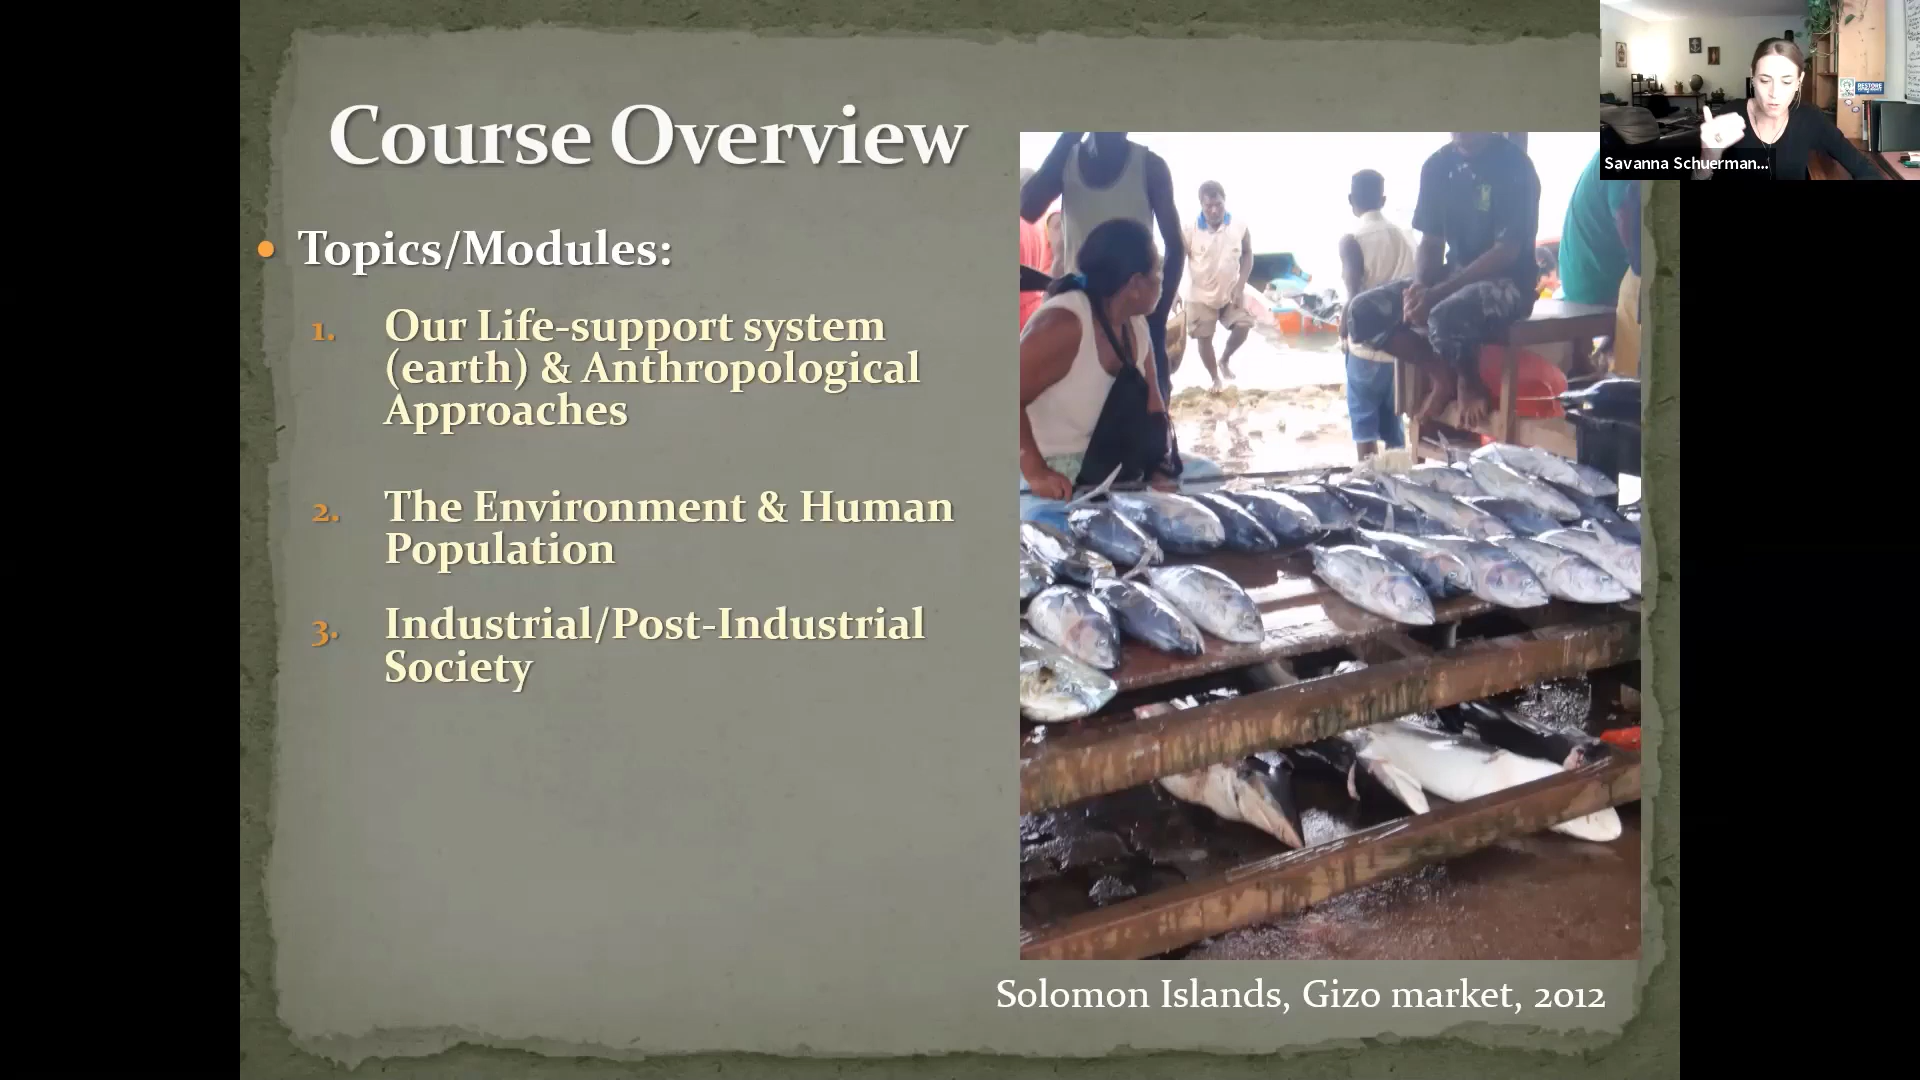 Course Overview
Topics/Modules:
1. Our Life-support system
(earth) & Anthropological
Approaches
2. The Environment & Human
Population
3. Industrial/Post-Industrial
Society
Solomon Islands, Gizo market, 2012
RESTORE
Savanna Schuerman...